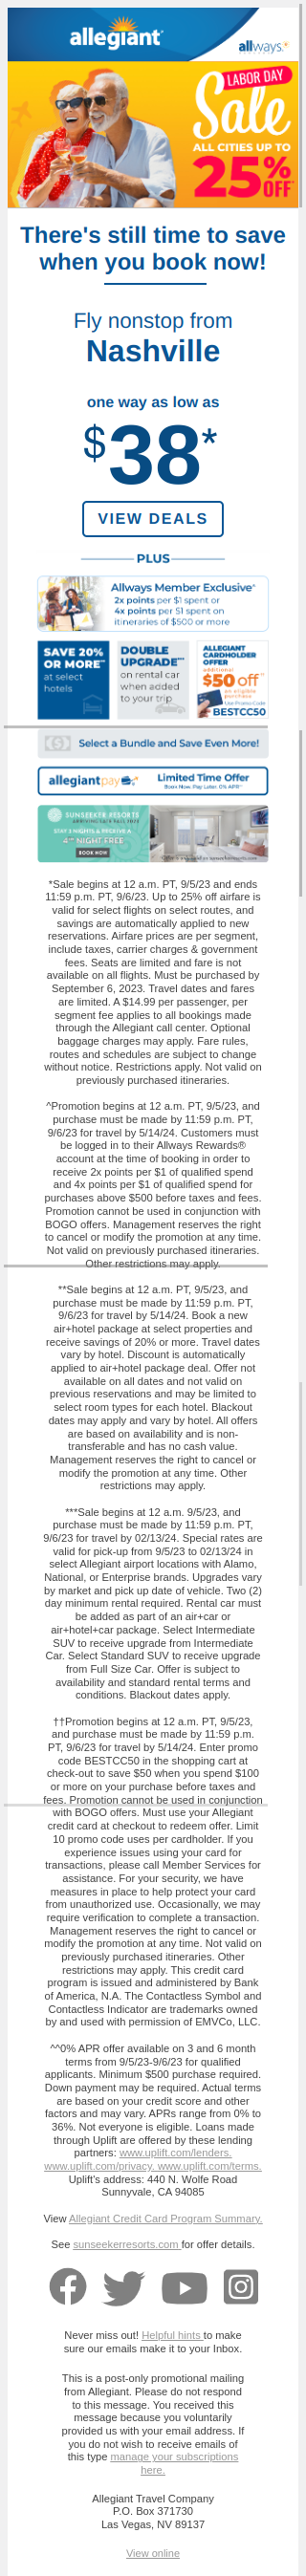 allegiant
allways.
LABOR DAY
Sale
ALL CITIES UP TO
25% OFF*
There's still time to save
when you book now!
Fly nonstop from
Nashville
one way as low as
$38*
VIEW DEALS
PLUS
Allways Member Exclusive^
2x points per $1 spent or
4x points per $1 spent on
itineraries of $500 or more
SAVE 20%
OR MORE**
at select
hotels
DOUBLE
UPGRADE***
on rental car
when added
to your trip
ALLEGIANT
CARDHOLDER
OFFER
additional
$50 off††
an eligible
purchase.
Use Promo Code
BESTCC50
Select a Bundle and Save Even More!
allegiantpay
Limited Time Offer
Book Now. Pay Later. 0% APR^^
SUNSEEKER RESORTS
STAY 3 NIGHTS & RECEIVE A
4TH NIGHT FREE
BOOK NOW
*Sale begins at 12 a.m. PT, 9/5/23 and ends
11:59 p.m. PT, 9/6/23. Up to 25% off airfare is
valid for select flights on select routes, and
savings are automatically applied to new
reservations. Airfare prices are per segment,
include taxes, carrier charges & government
fees. Seats are limited and fare is not
available on all flights. Must be purchased by
September 6, 2023. Travel dates and fares
are limited. A $14.99 per passenger, per
segment fee applies to all bookings made
through the Allegiant call center. Optional
baggage charges may apply. Fare rules,
routes and schedules are subject to change
without notice. Restrictions apply. Not valid on
previously purchased itineraries.
^Promotion begins at 12 a.m. PT, 9/5/23, and
purchase must be made by 11:59 p.m. PT,
9/6/23 for travel by 5/14/24. Customers must
be logged in to their Allways Rewards®
account at the time of booking in order to
receive 2x points per $1 of qualified spend
and 4x points per $1 of qualified spend for
purchases above $500 before taxes and fees.
Promotion cannot be used in conjunction with
BOGO offers. Management reserves the right
to cancel or modify the promotion at any time.
Not valid on previously purchased itineraries.
Other restrictions may apply.
**Sale begins at 12 a.m. PT, 9/5/23, and
purchase must be made by 11:59 p.m. PT,
9/6/23 for travel by 5/14/24. Book a new
air+hotel package at select properties and
receive savings of 20% or more. Travel dates
vary by hotel. Discount is automatically
applied to air+hotel package deal. Offer not
available on all dates and not valid on
previous reservations and may be limited to
select room types for each hotel. Blackout
dates may apply and vary by hotel. All offers
are based on availability and is non-
transferable and has no cash value.
Management reserves the right to cancel or
modify the promotion at any time. Other
restrictions may apply.
***Sale begins at 12 a.m. 9/5/23, and
purchase must be made by 11:59 p.m. PT,
9/6/23 for travel by 02/13/24. Special rates are
valid for pick-up from 9/5/23 to 02/13/24 in
select Allegiant airport locations with Alamo,
National, or Enterprise brands. Upgrades vary
by market and pick up date of vehicle. Two (2)
day minimum rental required. Rental car must
be added as part of an air+car or
air+hotel+car package. Select Intermediate
SUV to receive upgrade from Intermediate
Car. Select Standard SUV to receive upgrade
from Full Size Car. Offer is subject to
availability and standard rental terms and
conditions. Blackout dates apply.
††Promotion begins at 12 a.m. PT, 9/5/23,
and purchase must be made by 11:59 p.m.
PT, 9/6/23 for travel by 5/14/24. Enter promo
code BESTCC50 in the shopping cart at
check-out to save $50 when you spend $100
or more on your purchase before taxes and
fees. Promotion cannot be used in conjunction
with BOGO offers. Must use your Allegiant
credit card at checkout to redeem offer. Limit
10 promo code uses per cardholder. If you
experience issues using your card for
transactions, please call Member Services for
assistance. For your security, we have
measures in place to help protect your card
from unauthorized use. Occasionally, we may
require verification to complete a transaction.
Management reserves the right to cancel or
modify the promotion at any time. Not valid on
previously purchased itineraries. Other
restrictions may apply. This credit card
program is issued and administered by Bank
of America, N.A. The Contactless Symbol and
Contactless Indicator are trademarks owned
by and used with permission of EMVCo, LLC.
^^0% APR offer available on 3 and 6 month
terms from 9/5/23-9/6/23 for qualified
applicants. Minimum $500 purchase required.
Down payment may be required. Actual terms
are based on your credit score and other
factors and may vary. APRs range from 0% to
36%. Not everyone is eligible. Loans made
through Uplift are offered by these lending
partners: www.uplift.com/lenders.
www.uplift.com/privacy. www.uplift.com/terms.
Uplift's address: 440 N. Wolfe Road
Sunnyvale, CA 94085
View Allegiant Credit Card Program Summary.
See sunseekerresorts.com for offer details.
Never miss out! Helpful hints to make
sure our emails make it to your Inbox.
This is a post-only promotional mailing
from Allegiant. Please do not respond
to this message. You received this
message because you voluntarily
provided us with your email address. If
you do not wish to receive emails of
this type manage your subscriptions
here.
Allegiant Travel Company
P.O. Box 371730
Las Vegas, NV 89137
View online